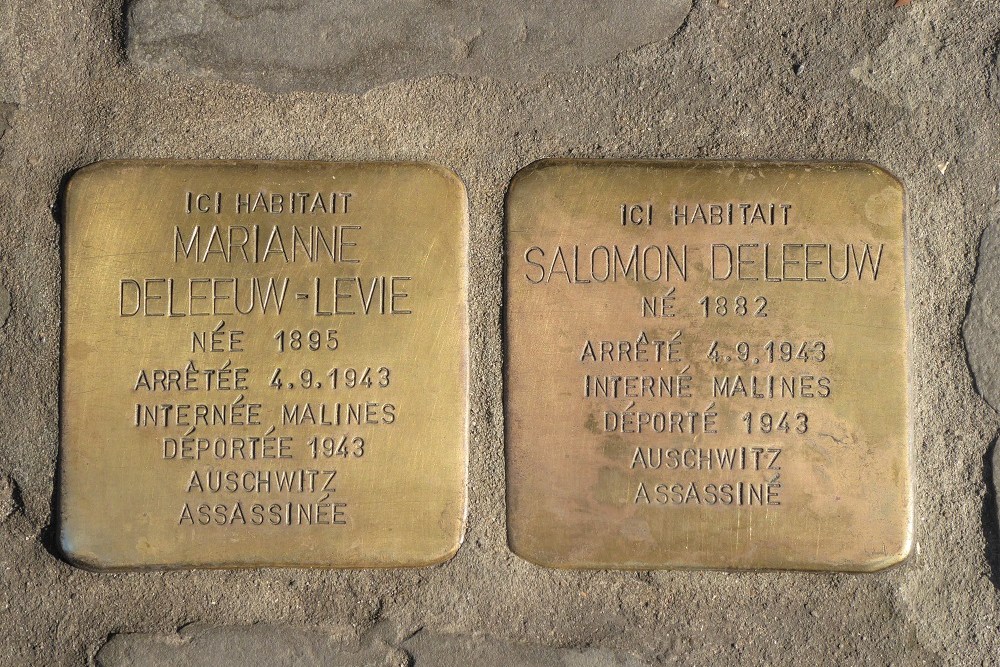 ICI HABITAIT
MARIANNE
DELEEUW-LEVIE
NÉE 1895
ARRÊTÉE 4.9.1943
INTERNÉE MALINES
DÉPORTÉE 1943
AUSCHWITZ
ASSASSINÉE
ICI HABITAIT
SALOMON DELEEUW
NÉ 1882
ARRÊTÉ 4.9.1943
INTERNÉ MALINES
DÉPORTÉ 1943
AUSCHWITZ
ASSASSINÉ